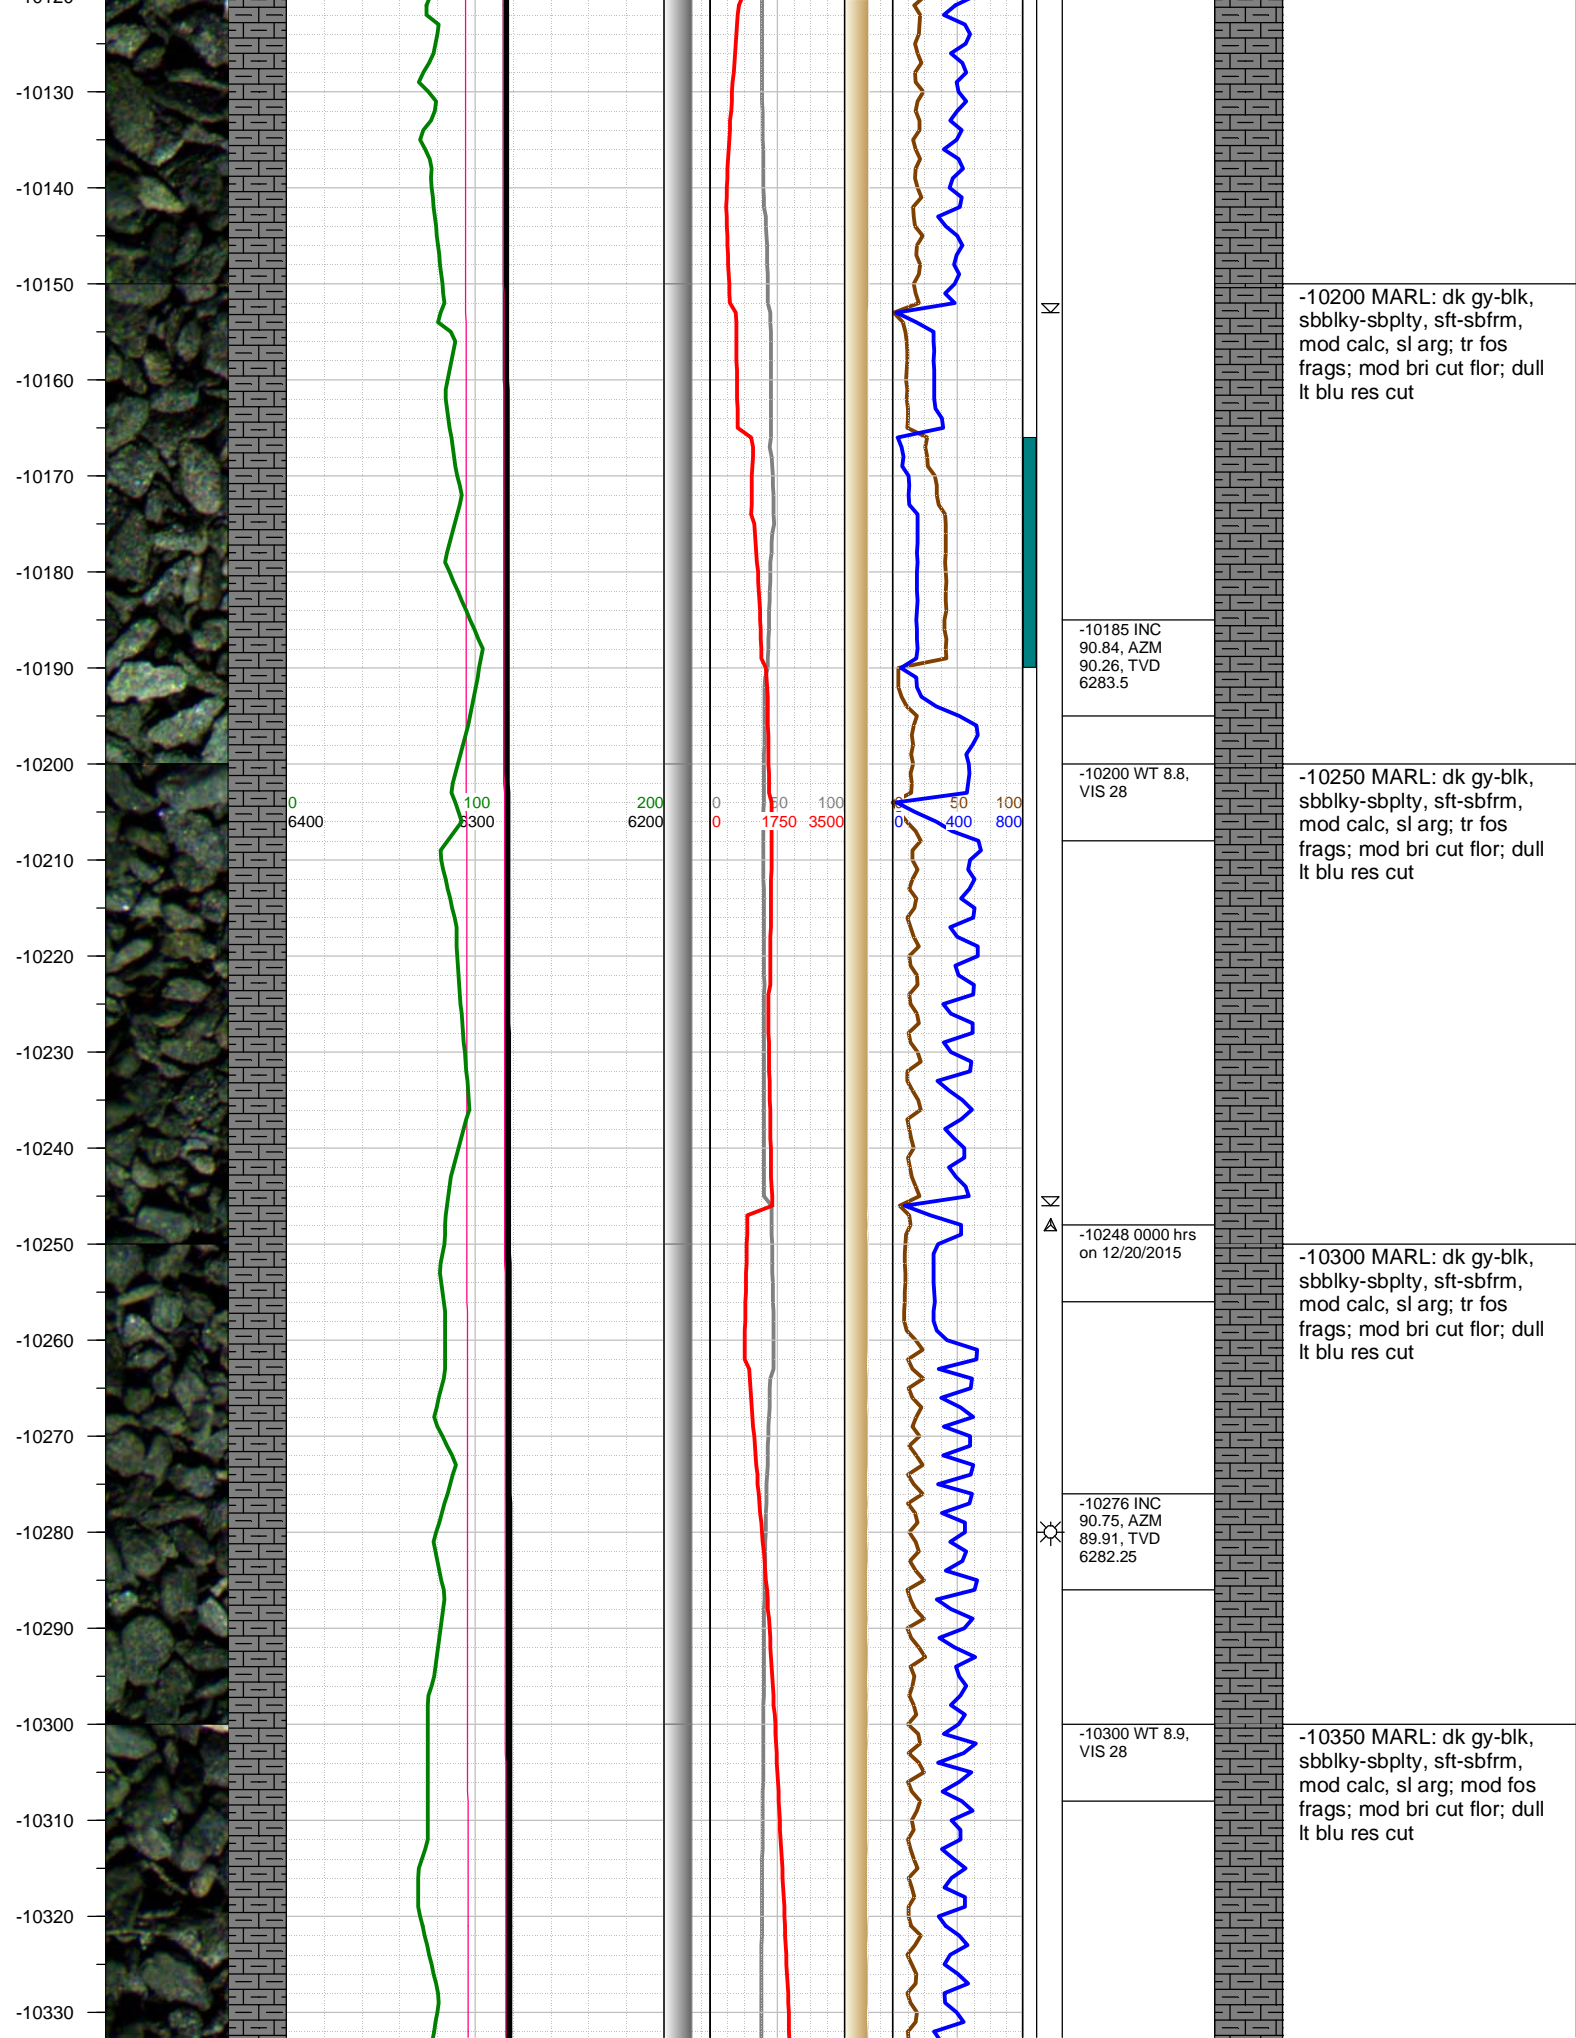 -10120
-10130
-10140
-10150
-10200 MARL: dk gy-blk,
sbblky-sbplty, sft-sbfrm,
mod calc, sl arg; tr fos
frags; mod bri cut flor; dull
lt blu res cut
-10160
-10170
-10180
-10185 INC
90.84, AZM
90.26, TVD
6283.5
-10190
-10200
-10200 WT 8.8,
VIS 28
-10250 MARL: dk gy-blk,
sbblky-sbplty, sft-sbfrm,
mod calc, sl arg; tr fos
frags; mod bri cut flor; dull
lt blu res cut
0 100 200 0 50 100 0 50 100
6400 6300 6200 0 1750 3500 0 400 800
-10210
-10220
-10230
-10240
-10248 0000 hrs
on 12/20/2015
-10250
-10300 MARL: dk gy-blk,
sbblky-sbplty, sft-sbfrm,
mod calc, sl arg; tr fos
frags; mod bri cut flor; dull
lt blu res cut
-10260
-10270
-10276 INC
90.75, AZM
89.91, TVD
6282.25
-10280
-10290
-10300
-10300 WT 8.9,
VIS 28
-10350 MARL: dk gy-blk,
sbblky-sbplty, sft-sbfrm,
mod calc, sl arg; mod fos
frags; mod bri cut flor; dull
lt blu res cut
-10310
-10320
-10330